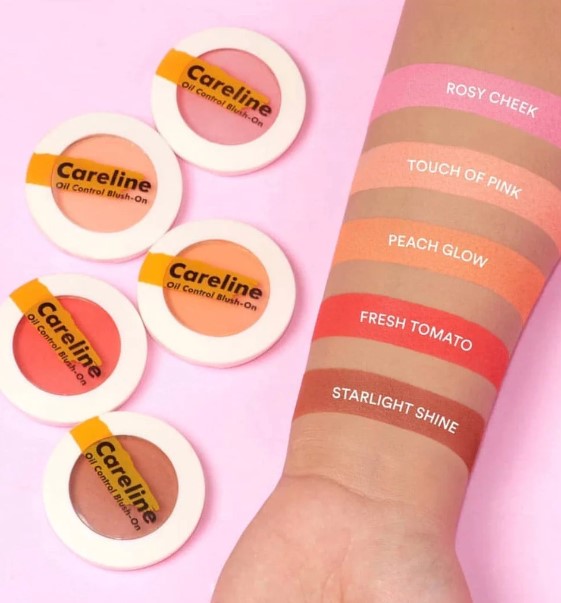 Careline
Oil Control Blush-On
Careline
Oil Control Blush-On
Careline
Oil Control Blush-On
Careline
Oil Control Blush-On
Careline
Oil Control Blush-On
ROSY CHEEK
TOUCH OF PINK
PEACH GLOW
FRESH TOMATO
STARLIGHT SHINE